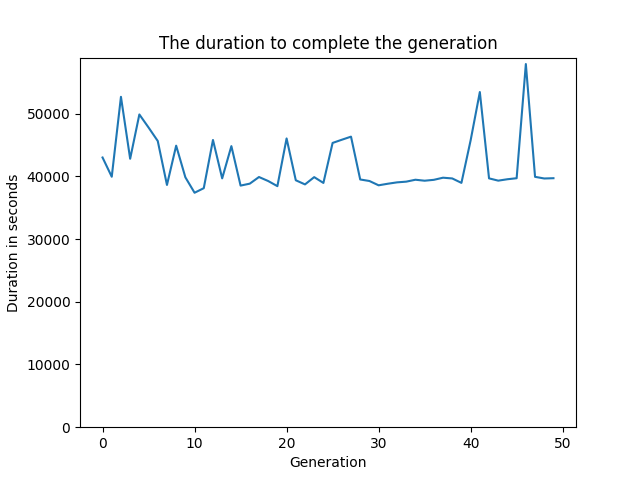 The duration to complete the generation
Duration in seconds
50000
40000
30000
20000
10000
0
0 10 20 30 40 50
Generation